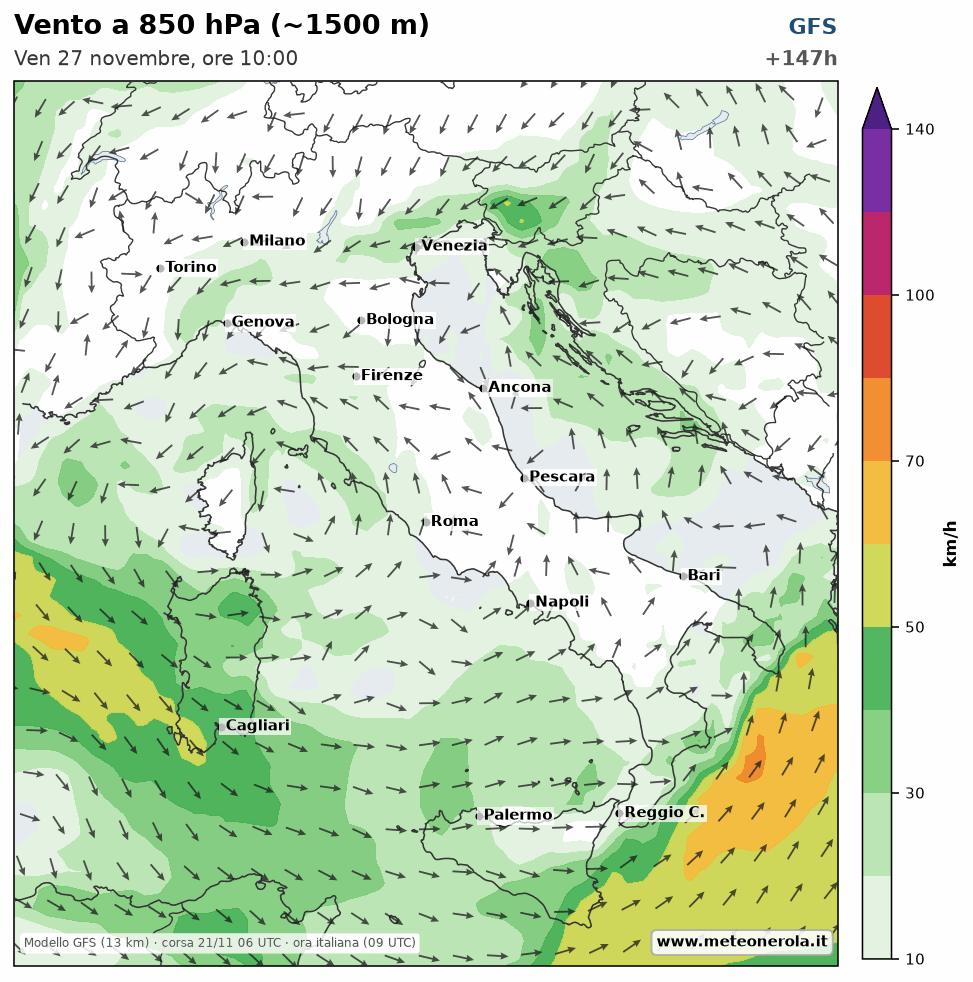 Vento a 850 hPa (~1500 m)
GFS
Ven 27 novembre, ore 10:00
+147h
140
100
70
50
30
10
km/h
Milano
Venezia
Torino
Genova
Bologna
Firenze
Ancona
Pescara
Roma
Bari
Napoli
Cagliari
Palermo
Reggio C.
Modello GFS (13 km) · corsa 21/11 06 UTC · ora italiana (09 UTC)
www.meteonerola.it